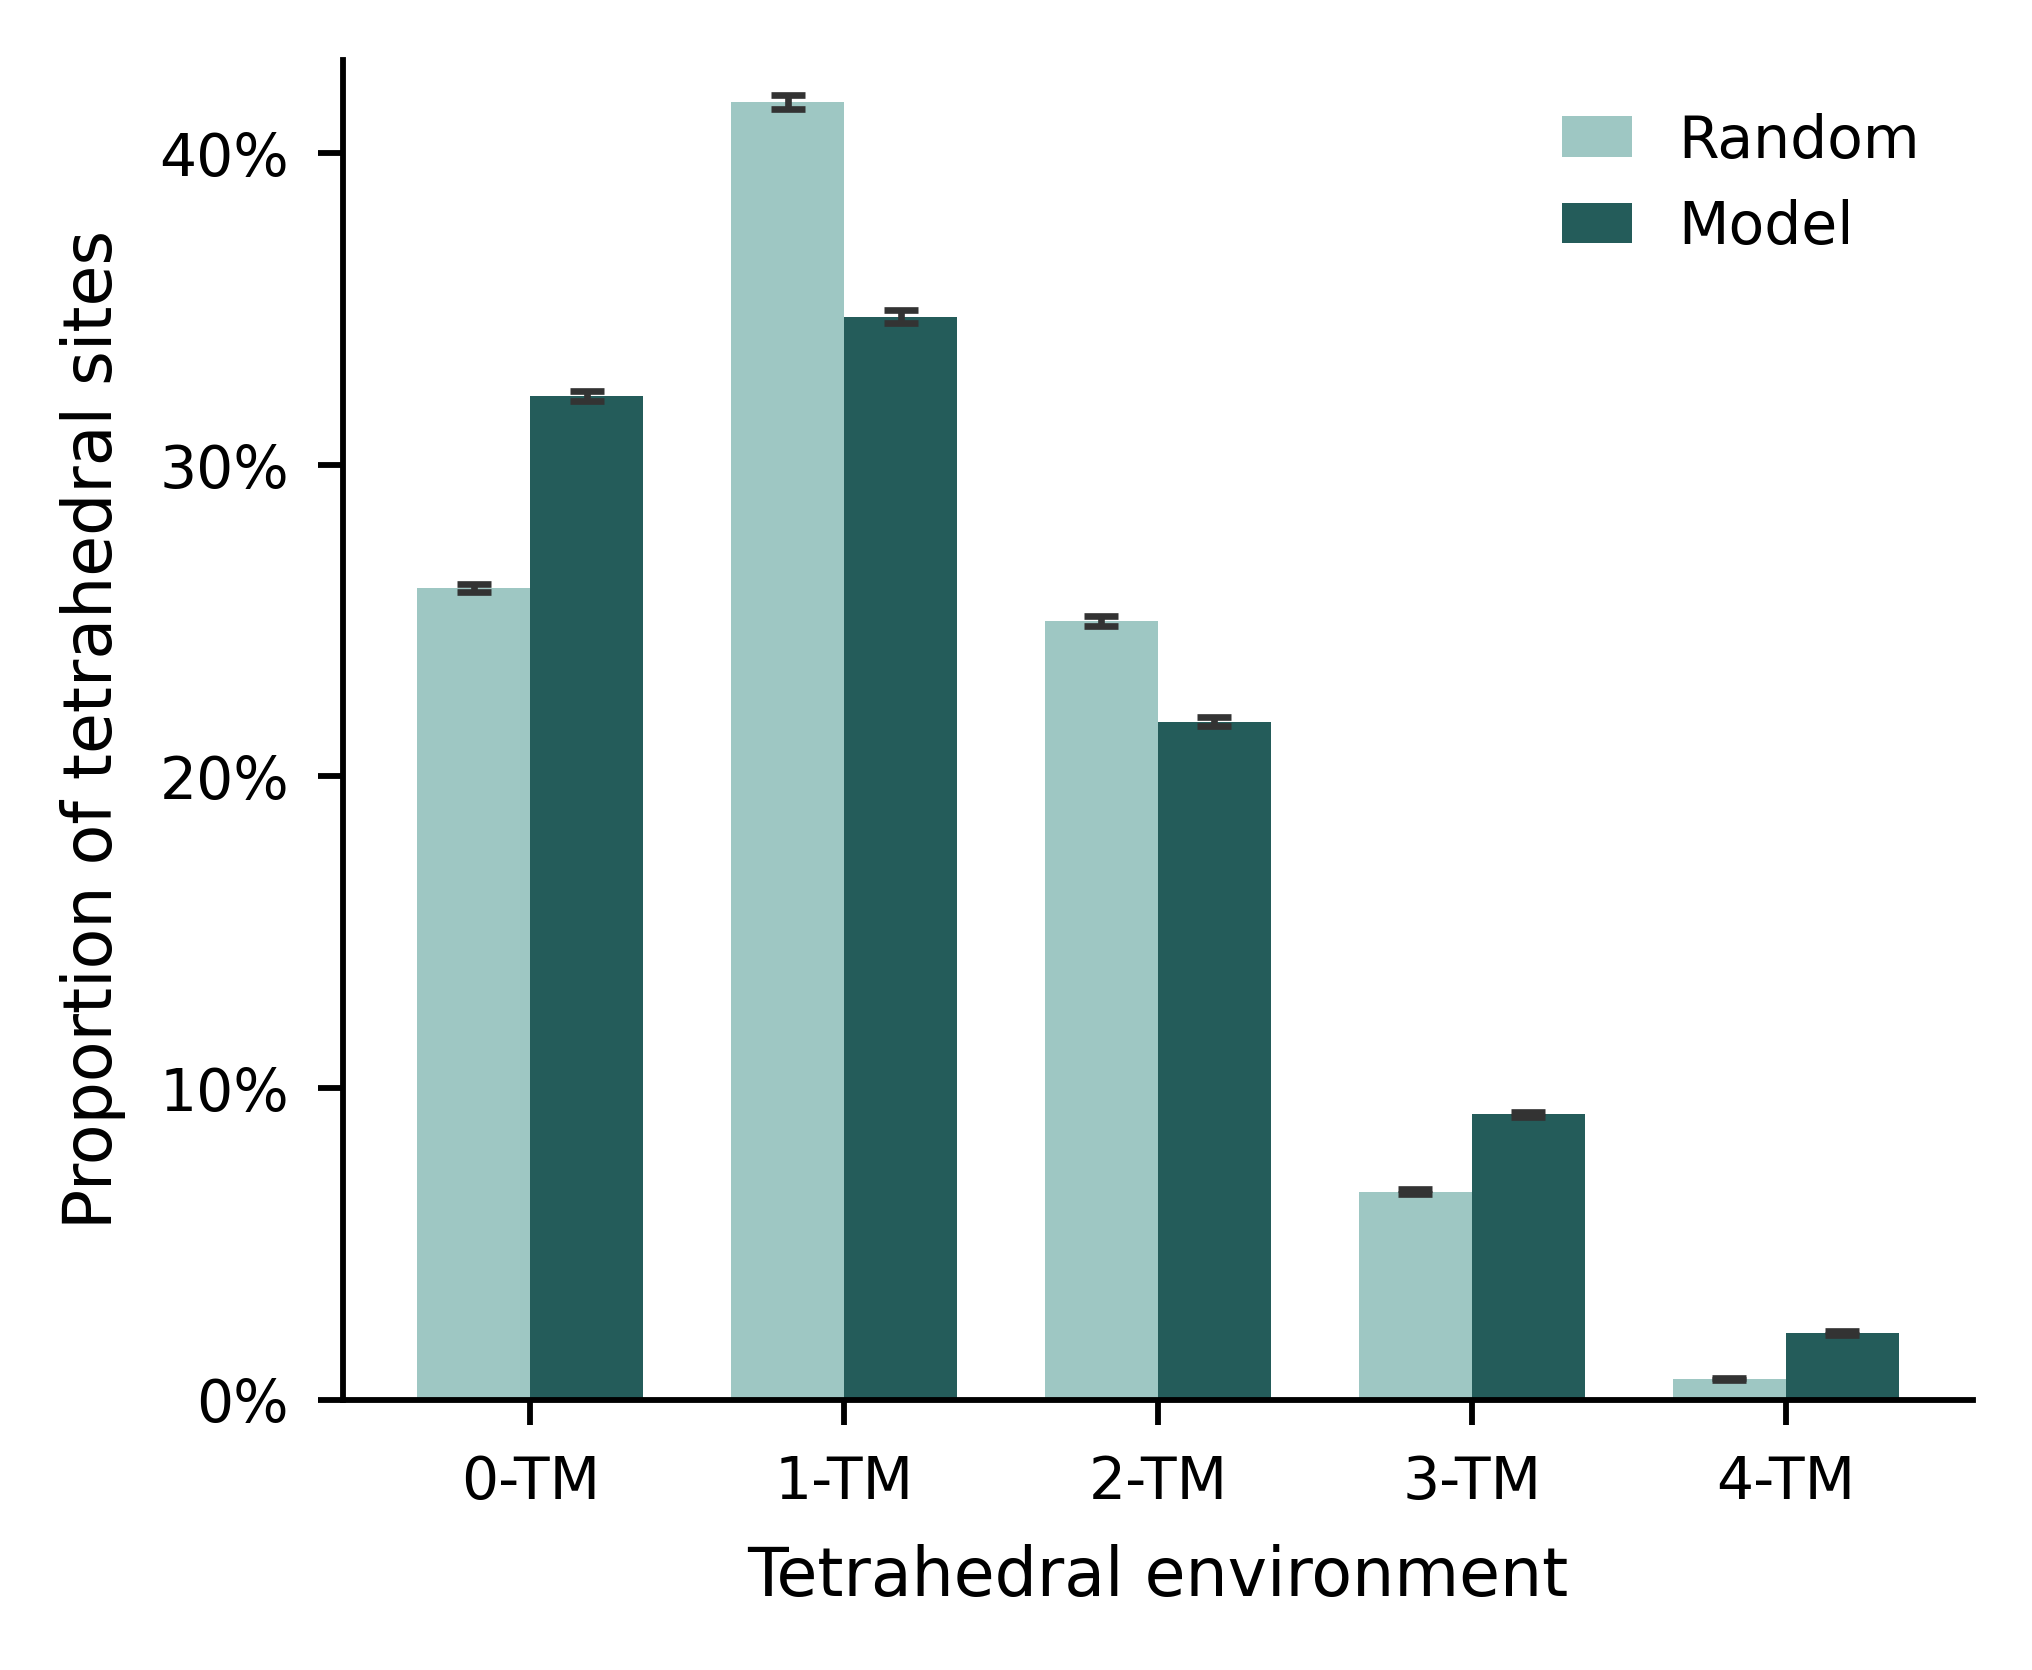 Random
Model
Proportion of tetrahedral sites
40%
30%
20%
10%
0%
0-TM
1-TM
2-TM
3-TM
4-TM
Tetrahedral environment